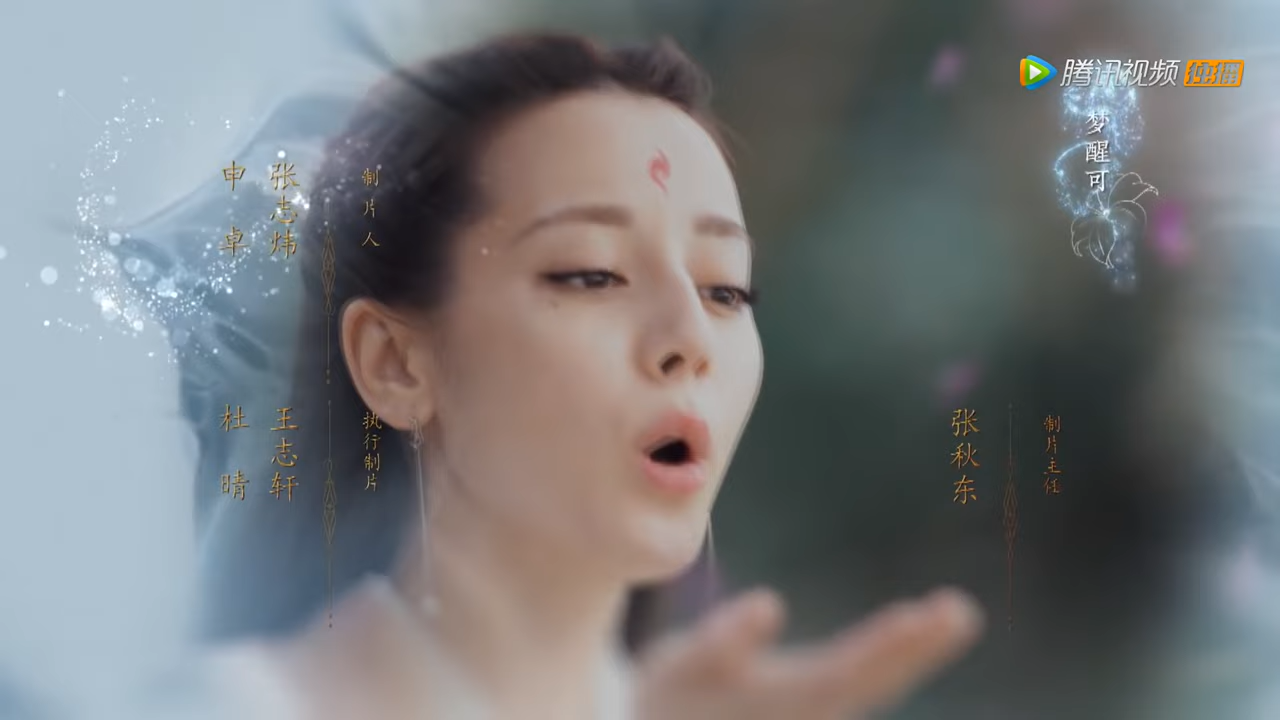 腾讯视频 独播
梦醒可
制片人
张志炜
申卓
执行制片
王志轩
杜晴
制片主任
张秋东